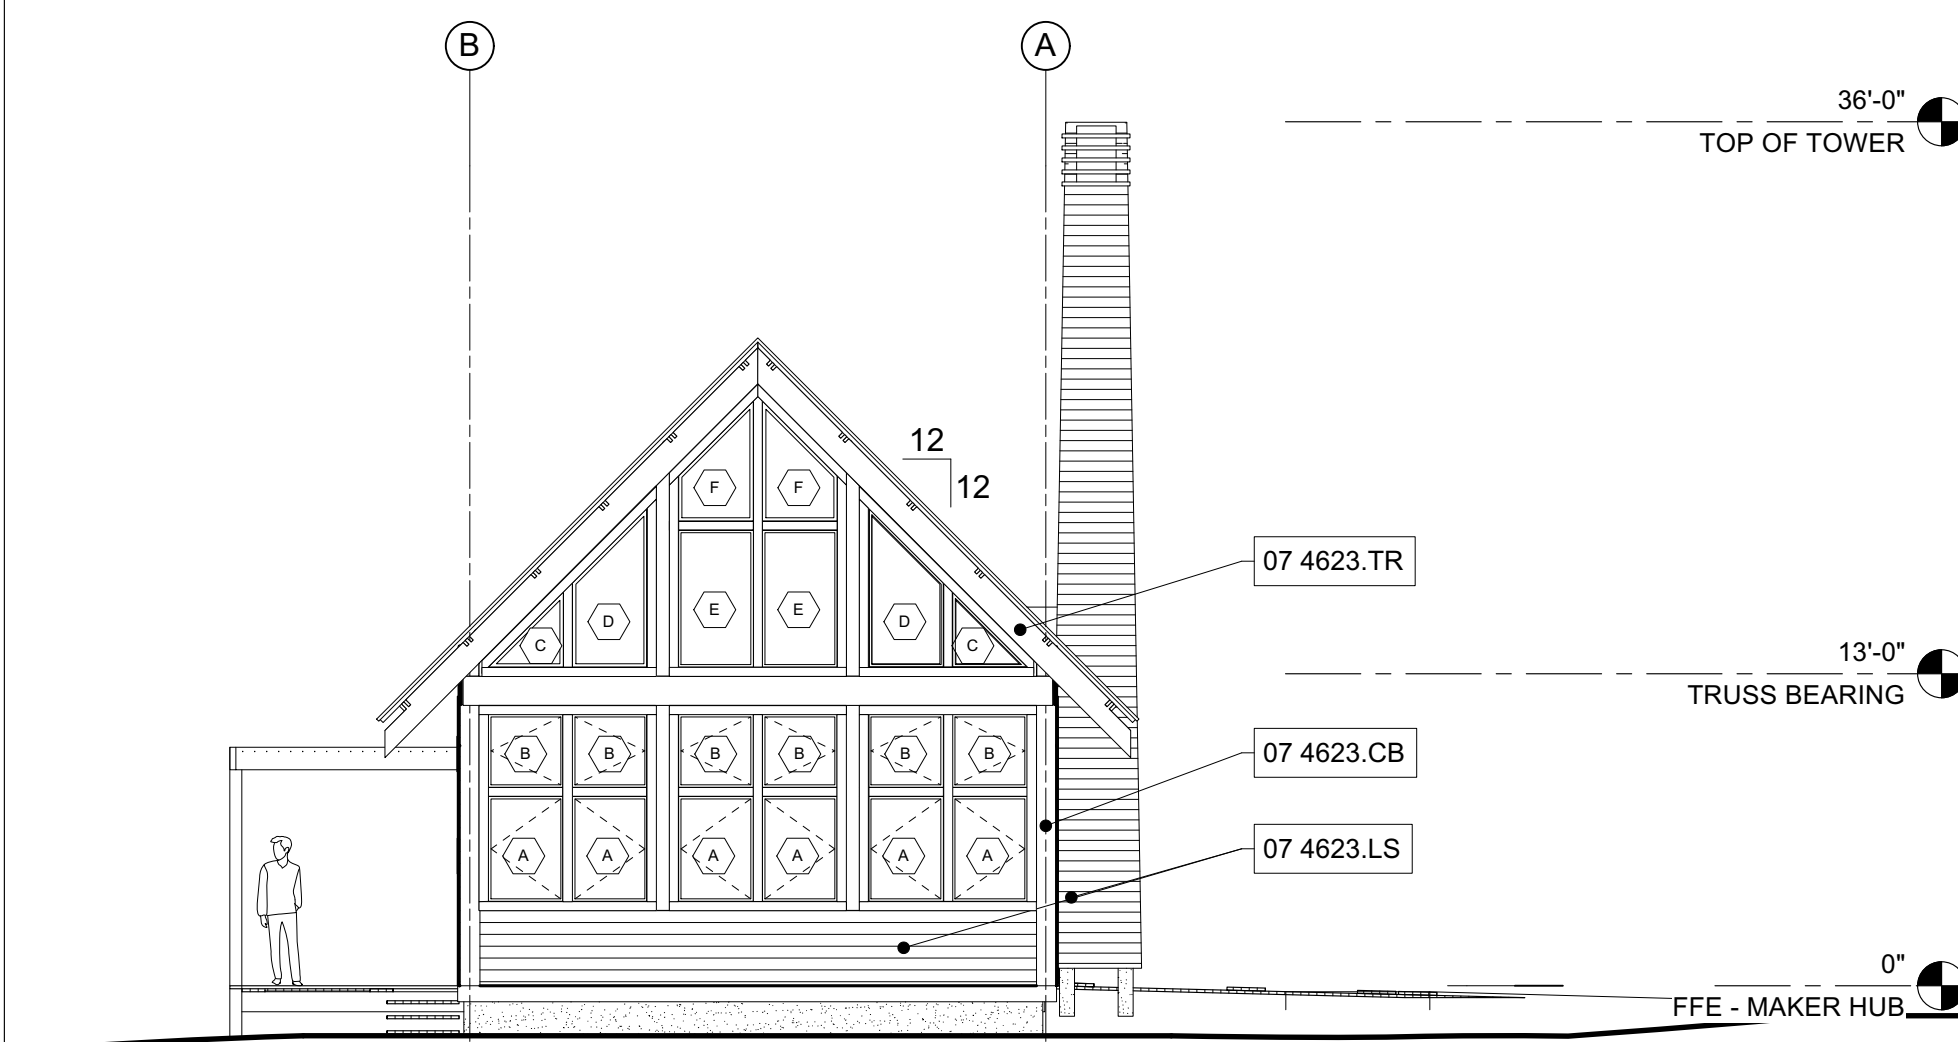 B
A
36'-0"
TOP OF TOWER
12
12
F
F
07 4623.TR
E
E
D
D
C
C
13'-0"
TRUSS BEARING
B
B
B
B
B
B
07 4623.CB
07 4623.LS
A
A
A
A
A
A
0"
FFE - MAKER HUB